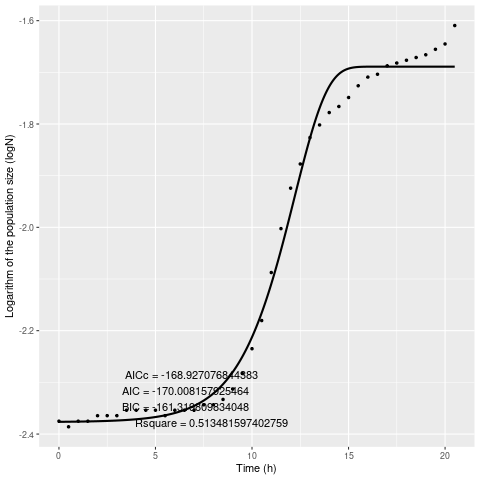 -1.6
-1.8
-2.0
-2.2
-2.4
Logarithm of the population size (logN)
AICc = -168.927076844383
AIC = -170.008157925464
Rsquare = 0.513481597402759
0
5
10
15
20
Time (h)